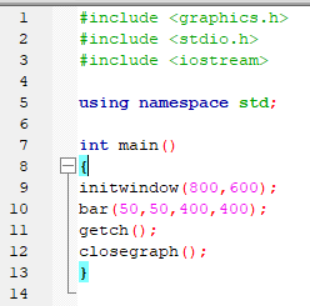 1 #include <graphics.h>
2 #include <stdio.h>
3 #include <iostream>
4
5 using namespace std;
6
7 int main()
8 {
9 initwindow(800,600);
10 bar(50,50,400,400);
11 getch();
12 closegraph();
13 }
14